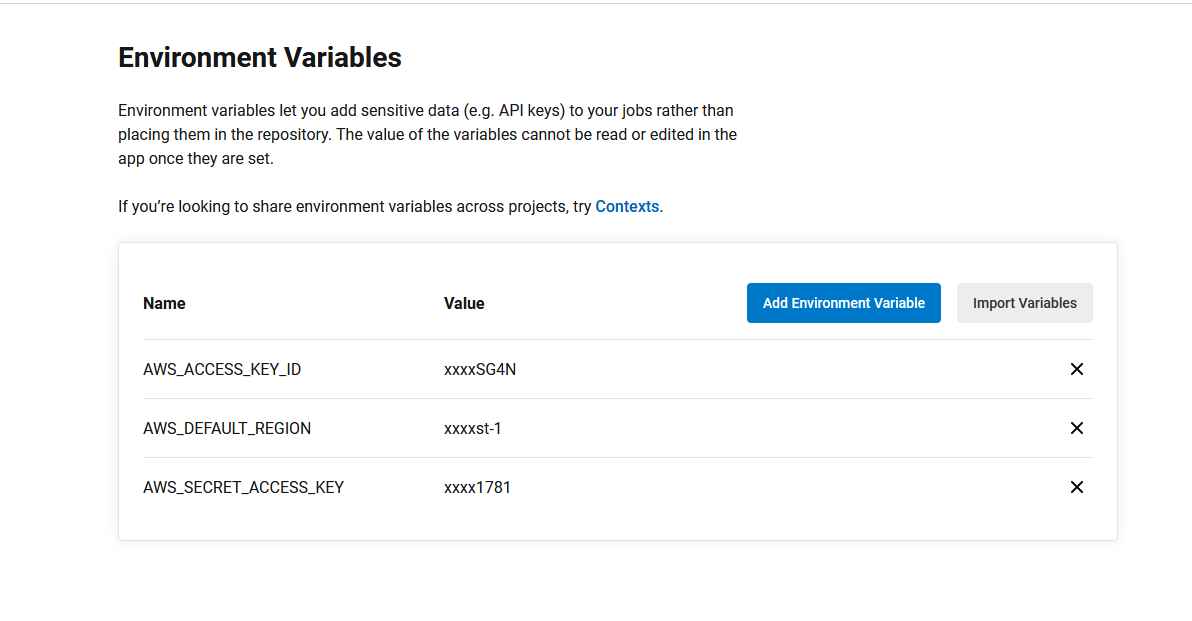 Environment Variables
Environment variables let you add sensitive data (e.g. API keys) to your jobs rather than
placing them in the repository. The value of the variables cannot be read or edited in the
app once they are set.
If you’re looking to share environment variables across projects, try Contexts.
Name Value Add Environment Variable Import Variables
AWS_ACCESS_KEY_ID xxxxSG4N
AWS_DEFAULT_REGION xxxxst-1
AWS_SECRET_ACCESS_KEY xxxx1781